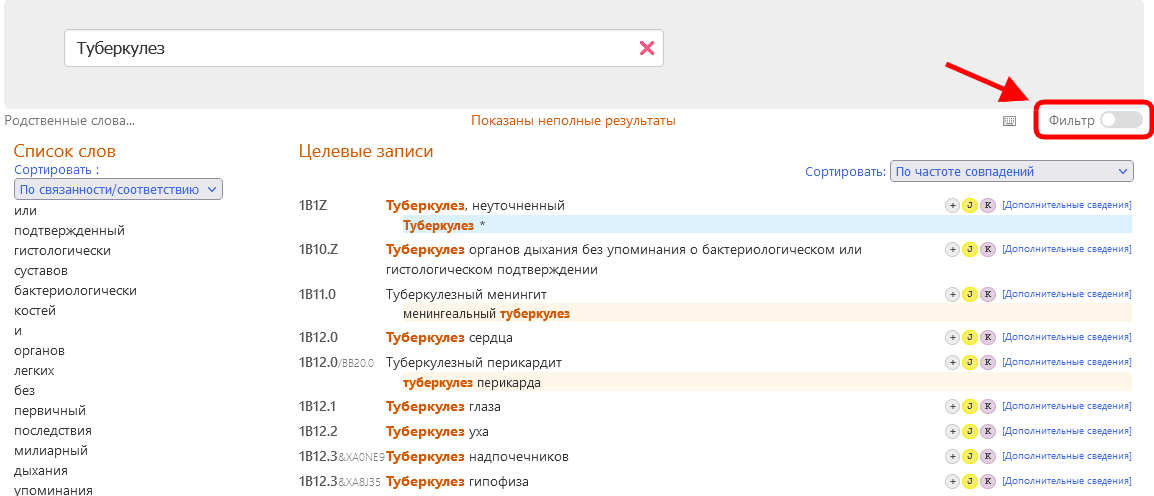 Туберкулез
Родственные слова...
Показаны неполные результаты
Фильтр
Список слов
Сортировать :
По связанности/соответствию
или
подтвержденный
гистологически
суставов
бактериологически
костей
и
органов
легких
без
первичный
последствия
милиарный
дыхания
упоминания
Целевые записи
Сортировать: По частоте совпадений
1B1Z Туберкулез, неуточненный + J K [Дополнительные сведения]
Туберкулез *
1B10.Z Туберкулез органов дыхания без упоминания о бактериологическом или + J K [Дополнительные сведения]
гистологическом подтверждении
1B11.0 Туберкулезный менингит + J K [Дополнительные сведения]
менингеальный туберкулез
1B12.0 Туберкулез сердца + J K [Дополнительные сведения]
1B12.0/BB20.0 Туберкулезный перикардит + J K [Дополнительные сведения]
туберкулез перикарда
1B12.1 Туберкулез глаза + J K [Дополнительные сведения]
1B12.2 Туберкулез уха + J K [Дополнительные сведения]
1B12.3&XA0NE9 Туберкулез надпочечников + J K [Дополнительные сведения]
1B12.3&XA8J35 Туберкулез гипофиза + J K [Дополнительные сведения]